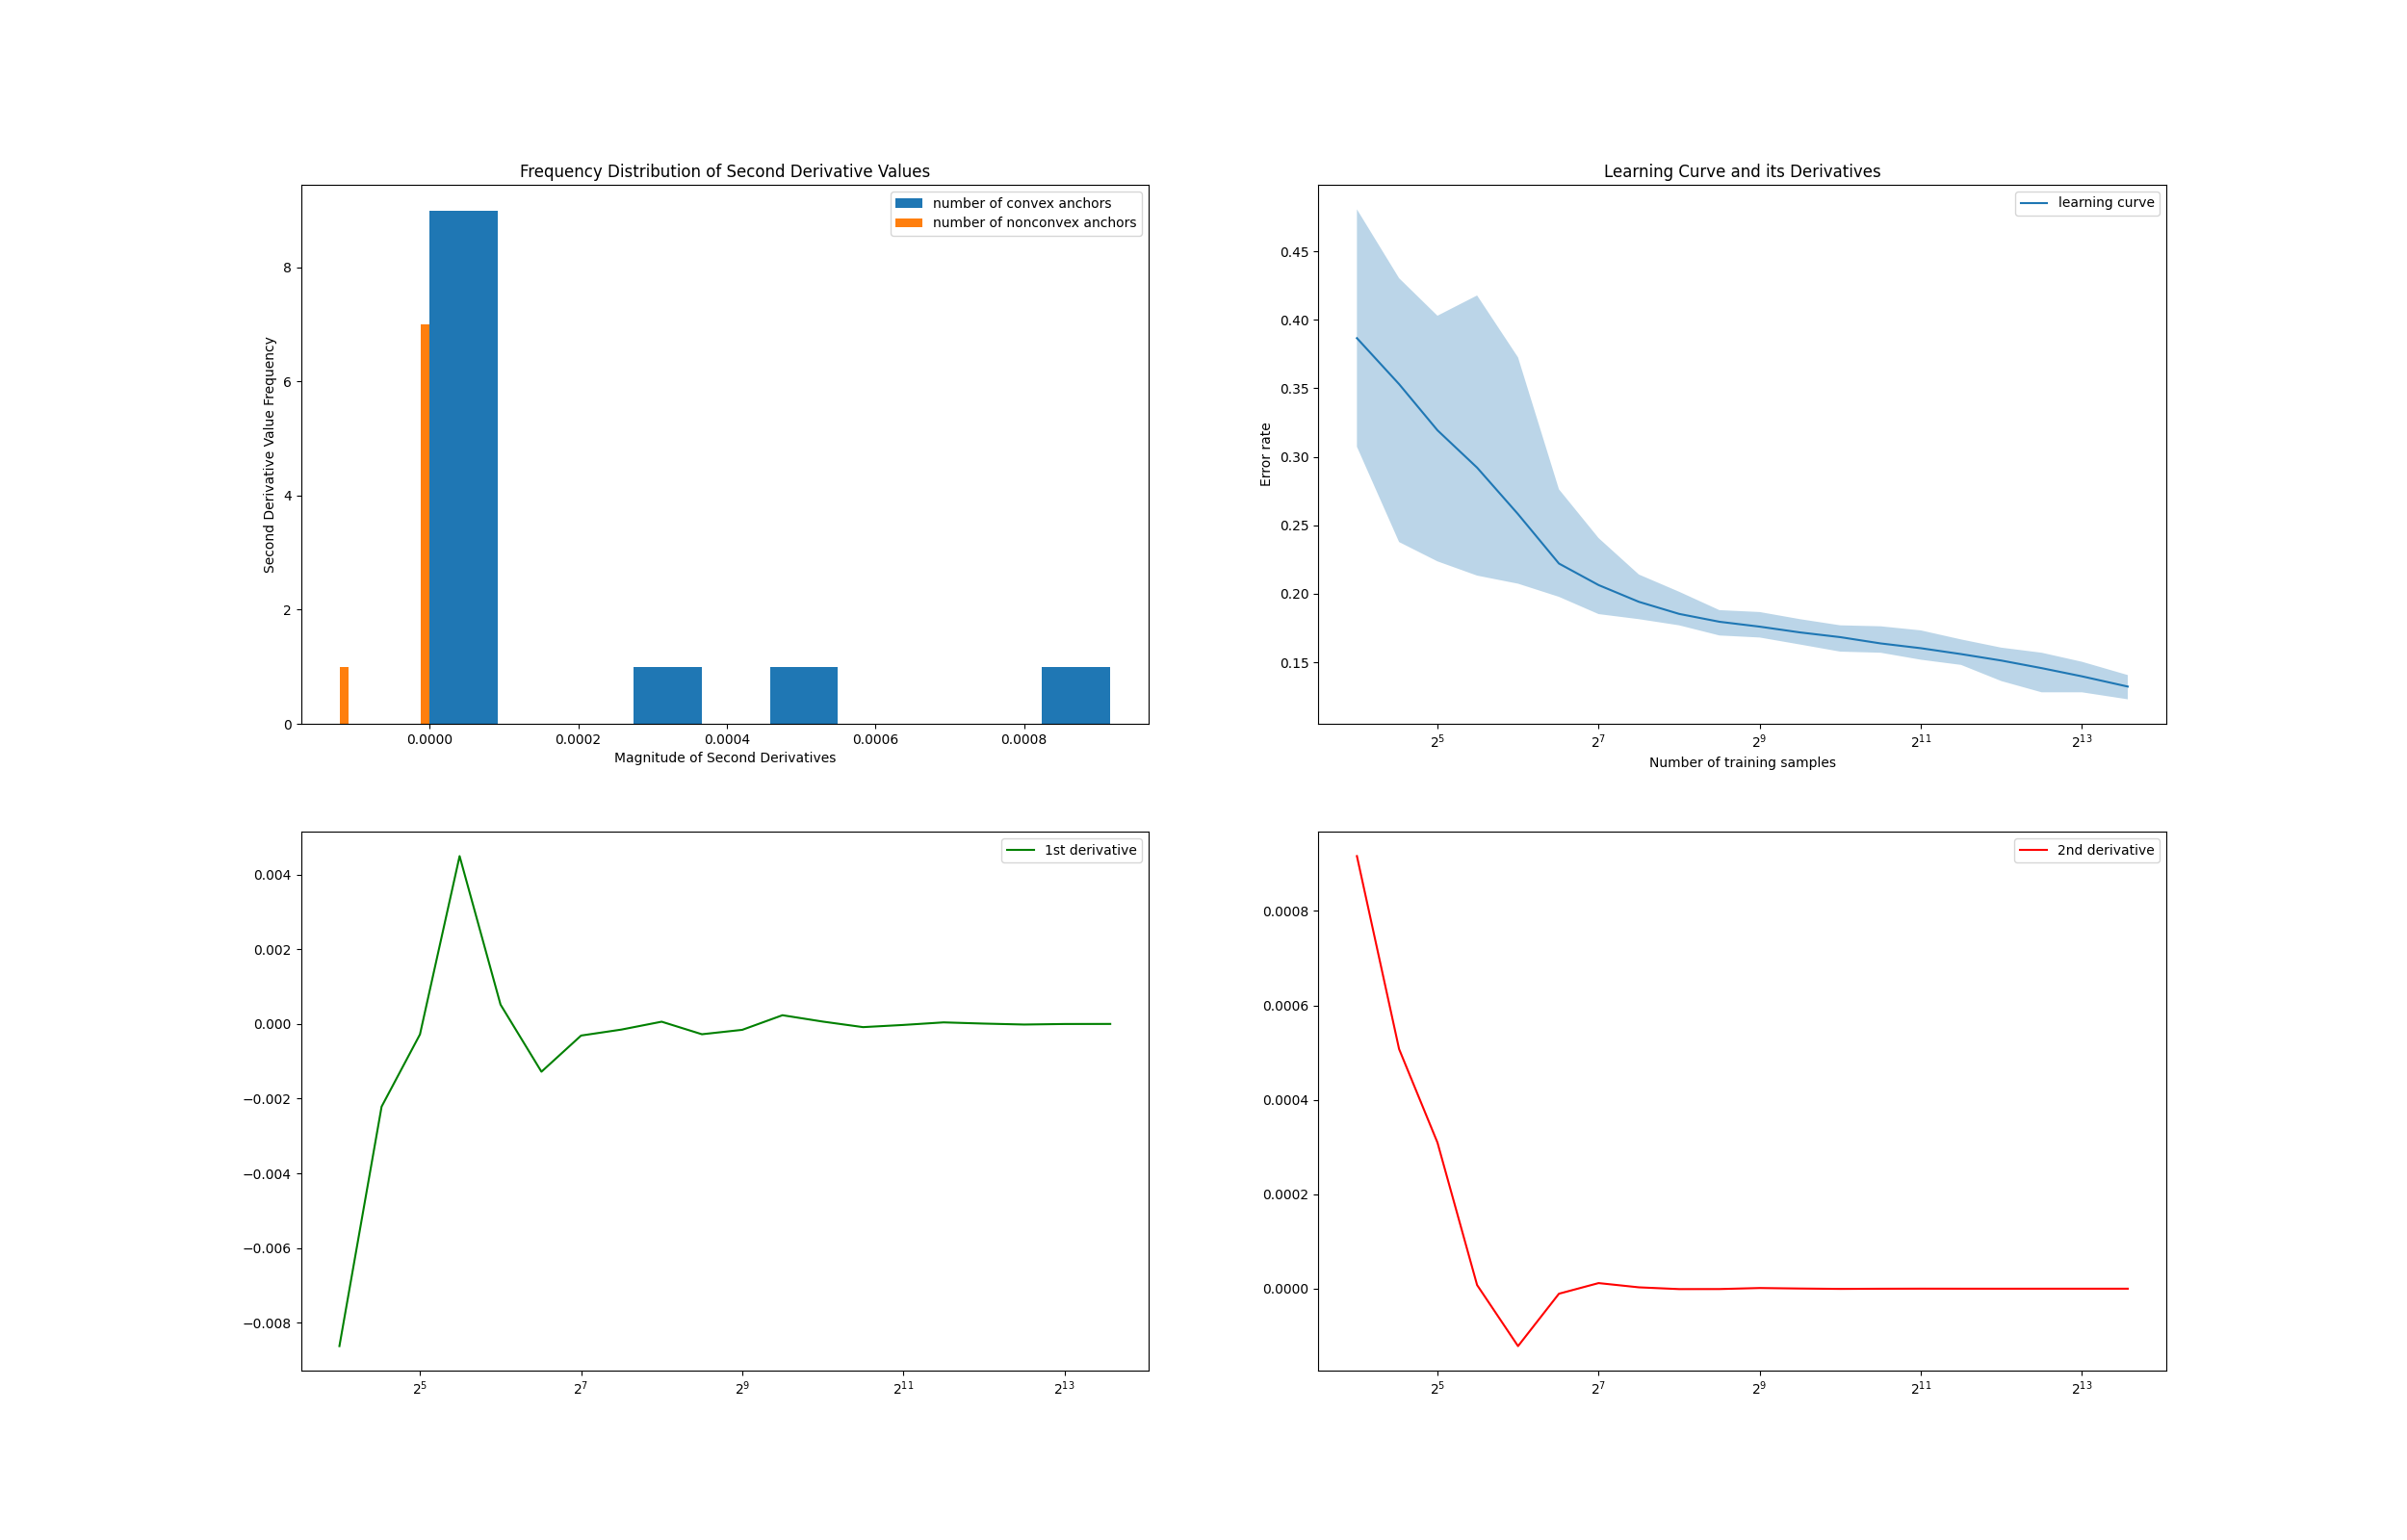 Frequency Distribution of Second Derivative Values
number of convex anchors
number of nonconvex anchors
Second Derivative Value Frequency
8
6
4
2
0
0.0000 0.0002 0.0004 0.0006 0.0008
Magnitude of Second Derivatives
Learning Curve and its Derivatives
learning curve
Error rate
0.45
0.40
0.35
0.30
0.25
0.20
0.15
2^5 2^7 2^9 2^11 2^13
Number of training samples
1st derivative
0.004
0.002
0.000
−0.002
−0.004
−0.006
−0.008
2^5 2^7 2^9 2^11 2^13
2nd derivative
0.0008
0.0006
0.0004
0.0002
0.0000
2^5 2^7 2^9 2^11 2^13